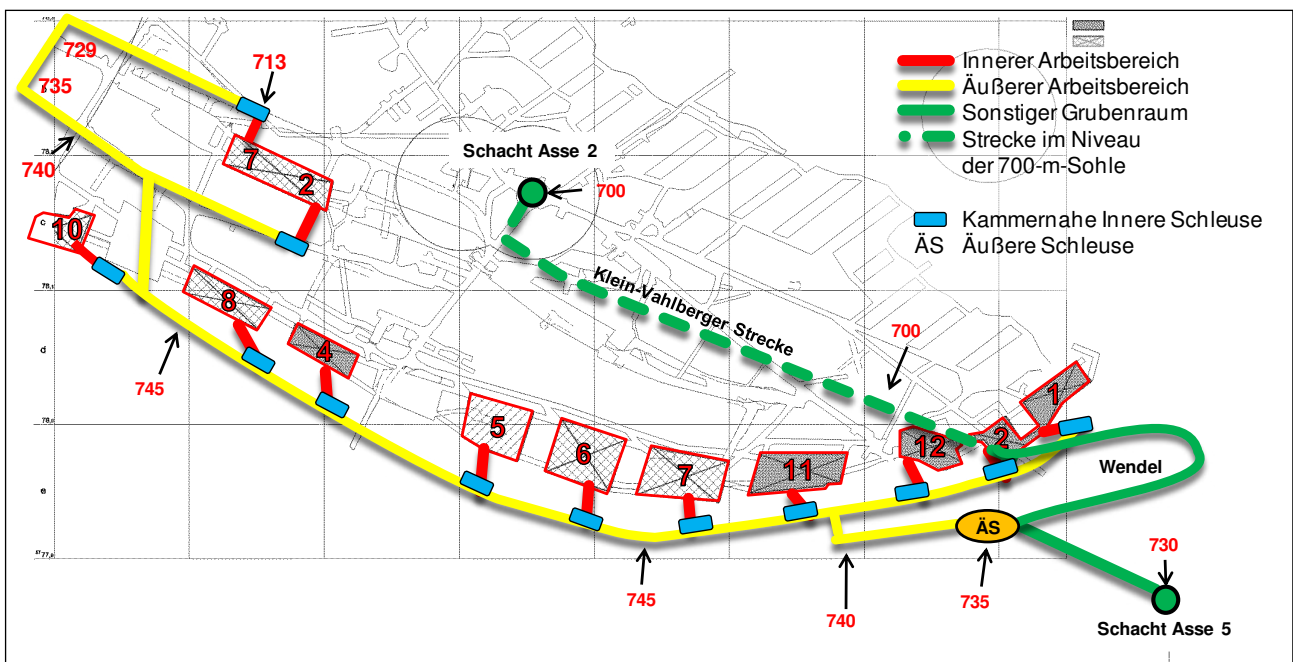 729
735
713
740
7
2
10
Schacht Asse 2
700
Innerer Arbeitsbereich
Äußerer Arbeitsbereich
Sonstiger Grubenraum
Strecke im Niveau
der 700-m-Sohle
Kammernahe Innere Schleuse
ÄS Äußere Schleuse
c
8
4
d
745
Klein-Vahlberger Strecke
700
1
5
6
7
11
12
2
Wendel
e
ÄS
745
740
735
730
Schacht Asse 5